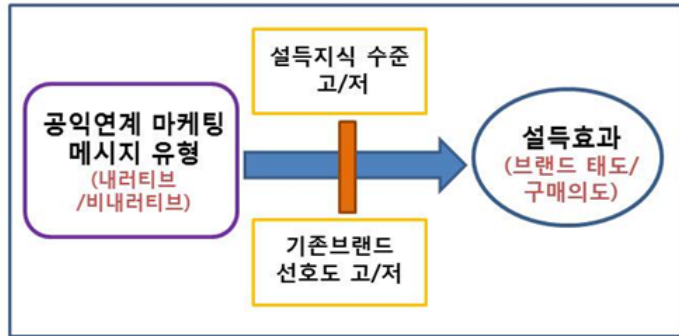 설득지식 수준
고/저
공익연계 마케팅
메시지 유형
(내러티브
/비내러티브)
설득효과
(브랜드 태도/
구매의도)
기존브랜드
선호도 고/저